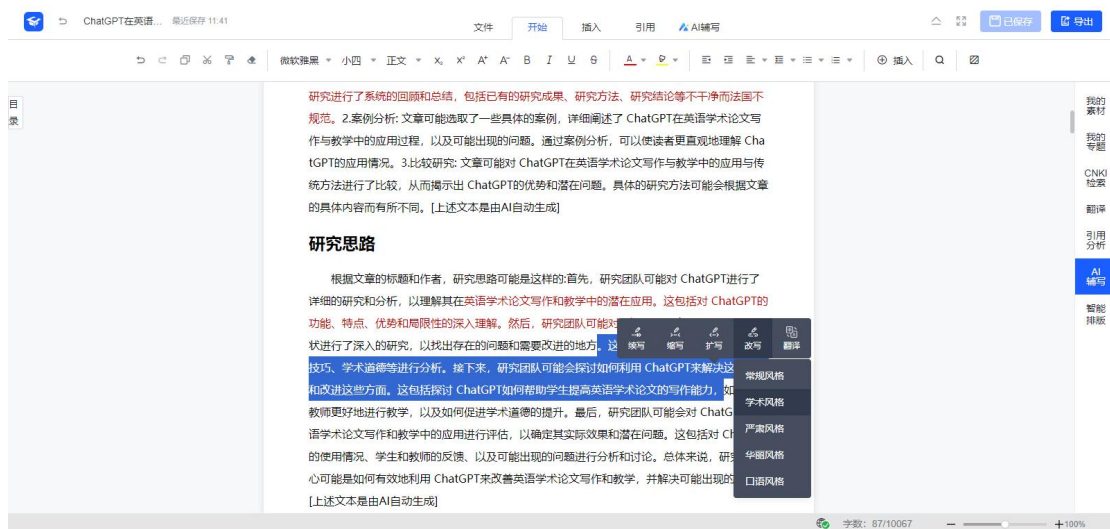 ChatGPT在英语... 最近保存 11:41
文件 开始 插入 引用 AI辅写
已保存 导出
微软雅黑 小四 正文 X₂ X² A⁺ A⁻ B I U S A 插入
目录
研究进行了系统的回顾和总结，包括已有的研究成果、研究方法、研究结论等不干净而法国不
规范。2.案例分析: 文章可能选取了一些具体的案例，详细阐述了 ChatGPT在英语学术论文写
作与教学中的应用过程，以及可能出现的问题。通过案例分析，可以使读者更直观地理解 Cha
tGPT的应用情况。3.比较研究: 文章可能对 ChatGPT在英语学术论文写作与教学中的应用与传
统方法进行了比较，从而揭示出 ChatGPT的优势和潜在问题。具体的研究方法可能会根据文章
的具体内容而有所不同。[上述文本是由AI自动生成]
研究思路
根据文章的标题和作者，研究思路可能是这样的:首先，研究团队可能对 ChatGPT进行了
详细的研究和分析，以理解其在英语学术论文写作和教学中的潜在应用。这包括对 ChatGPT的
功能、特点、优势和局限性的深入理解。然后，研究团队可能对
状进行了深入的研究，以找出存在的问题和需要改进的地方。这
技巧、学术道德等进行分析。接下来，研究团队可能会探讨如何利用 ChatGPT来解决这
和改进这些方面。这包括探讨 ChatGPT如何帮助学生提高英语学术论文的写作能力，如
教师更好地进行教学，以及如何促进学术道德的提升。最后，研究团队可能会对 ChatG
语学术论文写作和教学中的应用进行评估，以确定其实际效果和潜在问题。这包括对 Ch
的使用情况、学生和教师的反馈、以及可能出现的问题进行分析和讨论。总体来说，研
心可能是如何有效地利用 ChatGPT来改善英语学术论文写作和教学，并解决可能出现的
[上述文本是由AI自动生成]
续写 缩写 扩写 改写 翻译
常规风格
学术风格
严肃风格
华丽风格
口语风格
我的
素材
我的
专题
CNKI
检索
翻译
引用
分析
AI
辅写
智能
排版
字数: 87/10067 100%